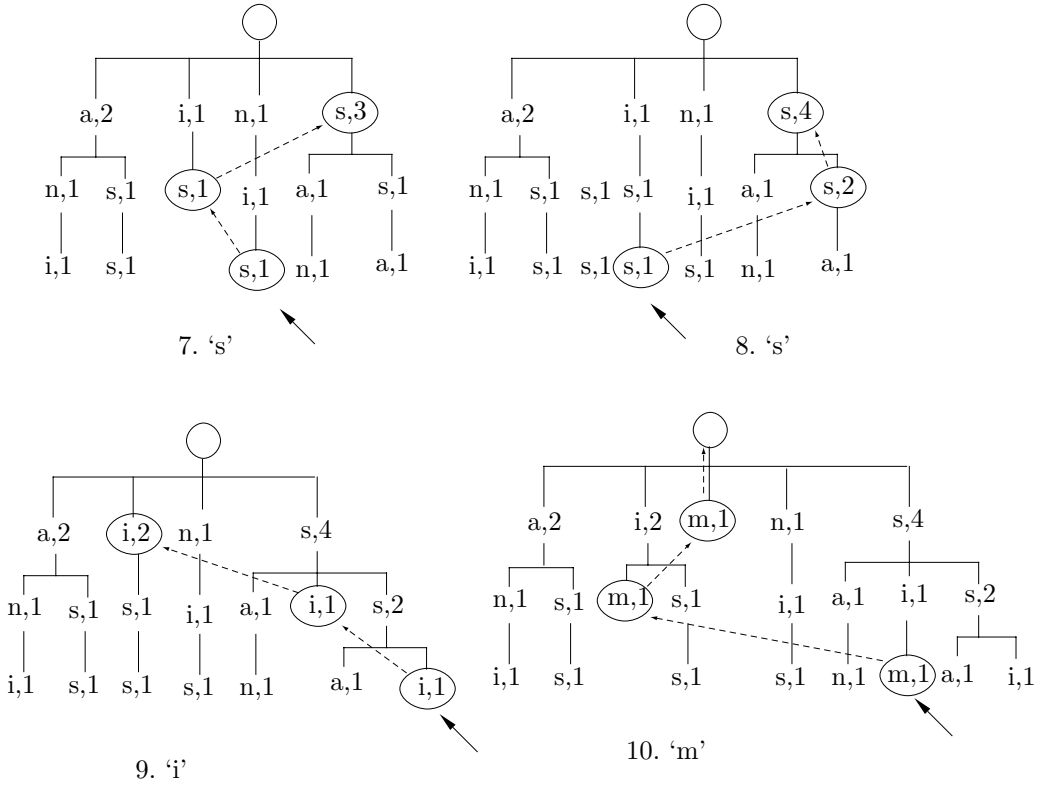 a,2 i,1 n,1 s,3
n,1 s,1 s,1 i,1 a,1 s,1
i,1 s,1 s,1 n,1 a,1
7. ‘s’
a,2 i,1 n,1 s,4
n,1 s,1 s,1 s,1 i,1 a,1 s,2
i,1 s,1 s,1 s,1 s,1 n,1 a,1
8. ‘s’
a,2 i,2 n,1 s,4
n,1 s,1 s,1 i,1 a,1 i,1 s,2
i,1 s,1 s,1 s,1 n,1 a,1 i,1
9. ‘i’
a,2 i,2 m,1 n,1 s,4
n,1 s,1 m,1 s,1 i,1 a,1 i,1 s,2
i,1 s,1 s,1 s,1 n,1 m,1 a,1 i,1
10. ‘m’